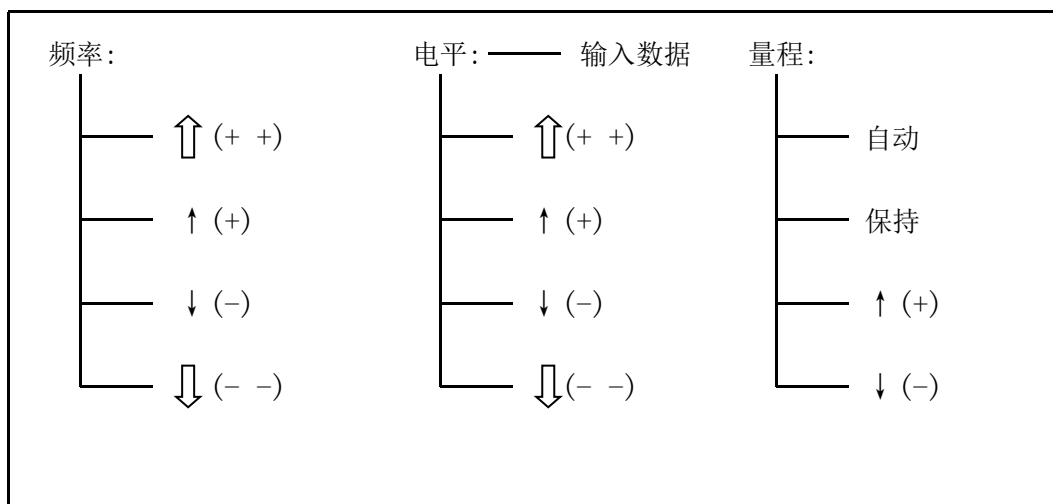 频率: 电平: 输入数据 量程:
⇧ (+ +) ⇧ (+ +) 自动
↑ (+) ↑ (+) 保持
↓ (−) ↓ (−) ↑ (+)
⇩ (− −) ⇩ (− −) ↓ (−)